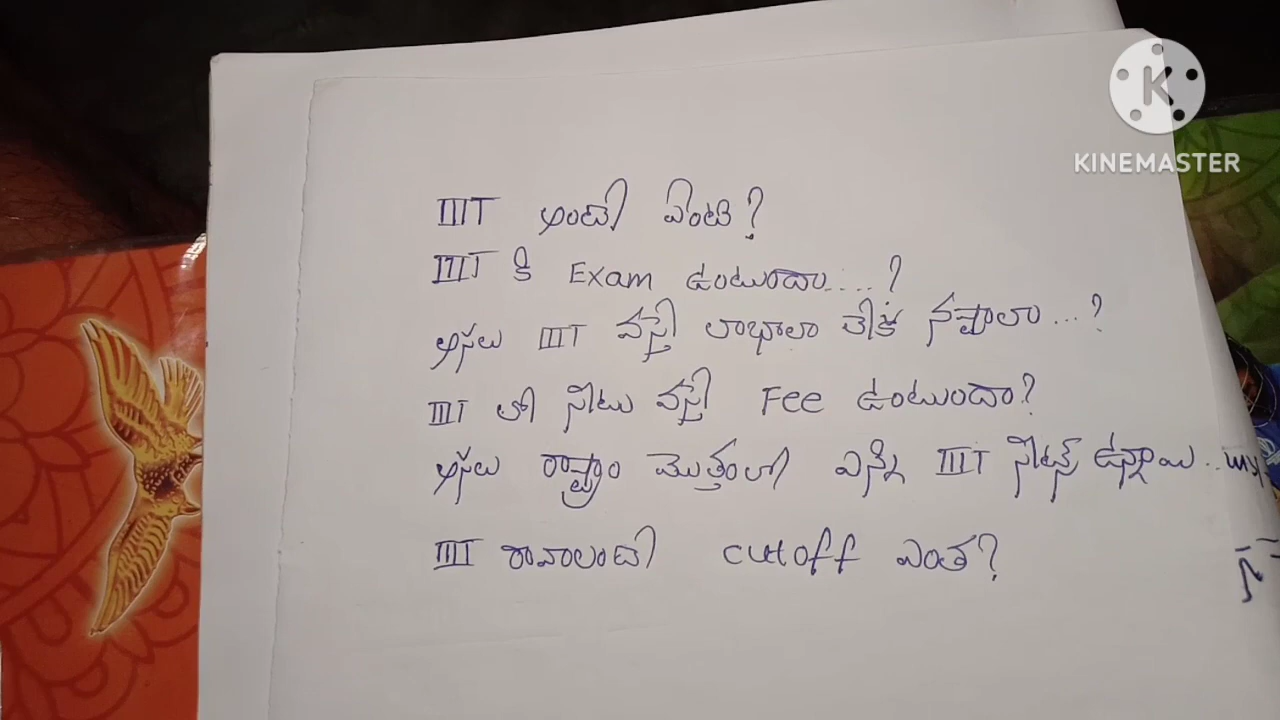 KINEMASTER
IIIT అంటే ఏంటి?
IIIT కి Exam ఉంటుందా....?
అసలు IIIT వస్తే లాభాలా లేక నష్టాలా...?
IIIT లో సీటు వస్తే Fee ఉంటుందా?
అసలు రాష్ట్రం మొత్తంలో ఎన్ని IIIT సీట్స్ ఉన్నాయి..
IIIT రావాలంటే cutoff ఎంత?